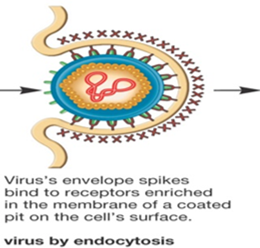 Virus's envelope spikes
bind to receptors enriched
in the membrane of a coated
pit on the cell's surface.
virus by endocytosis